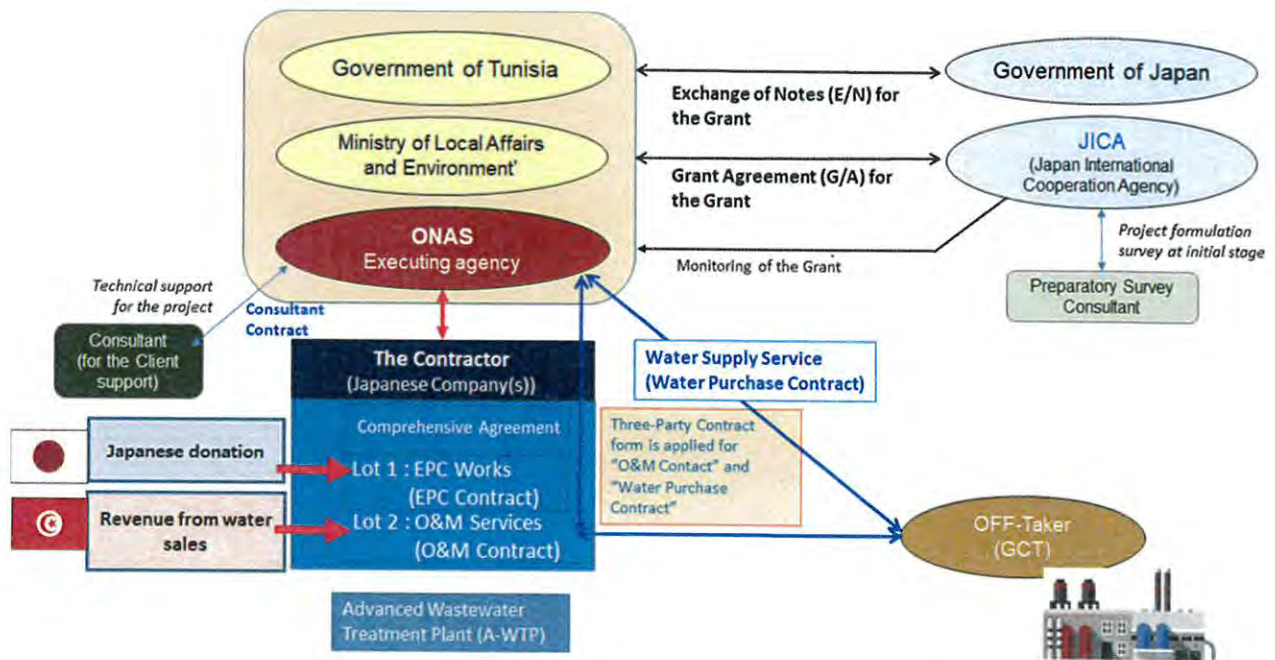 Government of Tunisia
Ministry of Local Affairs
and Environment'
ONAS
Executing agency
Exchange of Notes (E/N) for
the Grant
Grant Agreement (G/A) for
the Grant
Monitoring of the Grant
Government of Japan
JICA
(Japan International
Cooperation Agency)
Project formulation
survey at initial stage
Preparatory Survey
Consultant
Technical support
for the project
Consultant
Contract
Consultant
(for the Client
support)
The Contractor
(Japanese Company(s))
Comprehensive Agreement
Lot 1 : EPC Works
(EPC Contract)
Lot 2 : O&M Services
(O&M Contract)
Japanese donation
Revenue from water
sales
Water Supply Service
(Water Purchase Contract)
Three-Party Contract
form is applied for
"O&M Contact" and
"Water Purchase
Contract"
OFF-Taker
(GCT)
Advanced Wastewater
Treatment Plant (A-WTP)